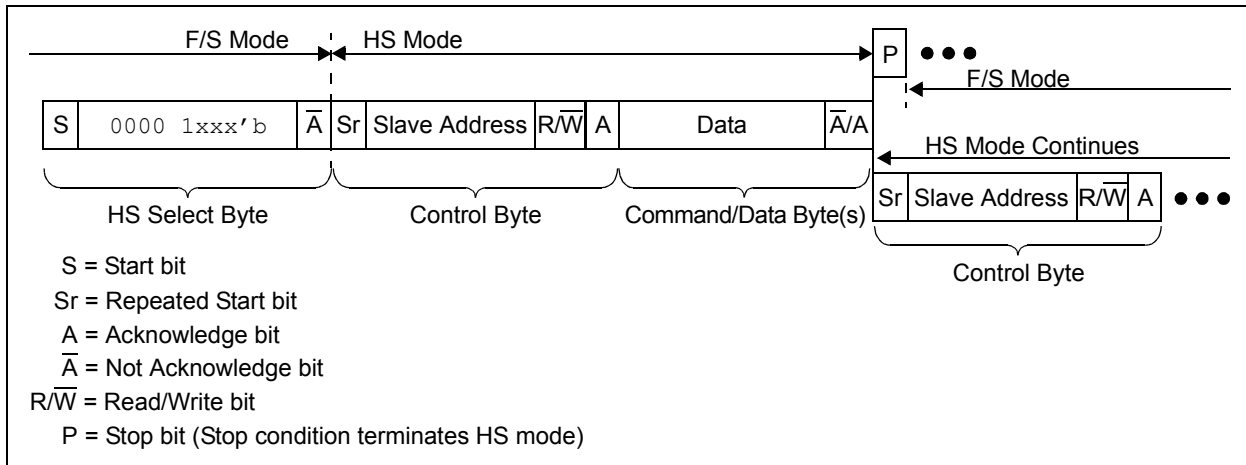 F/S Mode HS Mode
P
F/S Mode
S 0000 1xxx'b A̅ Sr Slave Address R/W̅ A Data A̅/A
HS Mode Continues
HS Select Byte Control Byte Command/Data Byte(s)
Sr Slave Address R/W̅ A
Control Byte
S = Start bit
Sr = Repeated Start bit
A = Acknowledge bit
A̅ = Not Acknowledge bit
R/W̅ = Read/Write bit
P = Stop bit (Stop condition terminates HS mode)